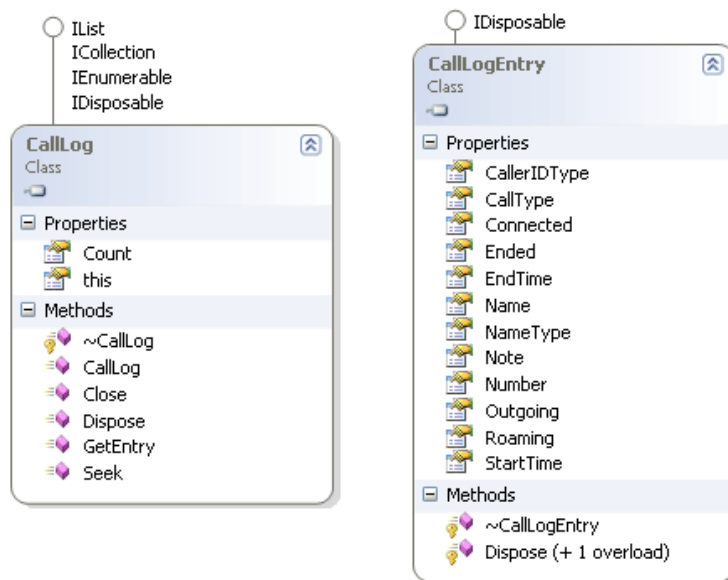 IList
ICollection
IEnumerable
IDisposable
CallLog
Class
Properties
Count
this
Methods
~CallLog
CallLog
Close
Dispose
GetEntry
Seek
IDisposable
CallLogEntry
Class
Properties
CallerIDType
CallType
Connected
Ended
EndTime
Name
NameType
Note
Number
Outgoing
Roaming
StartTime
Methods
~CallLogEntry
Dispose (+ 1 overload)